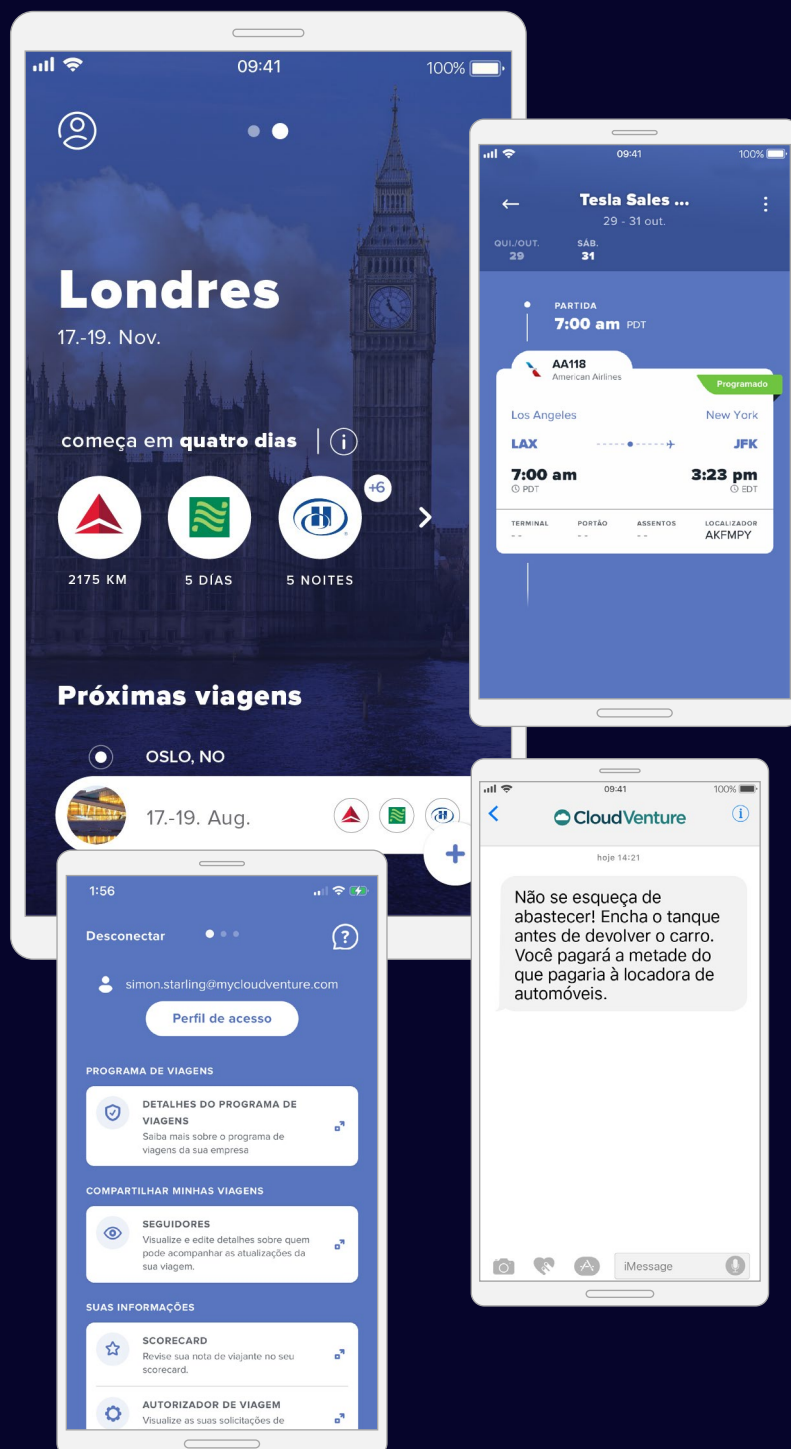 09:41
100%
Londres
17.-19. Nov.
começa em quatro dias
i
+6
2175 KM
5 DÍAS
5 NOITES
Próximas viagens
OSLO, NO
17.-19. Aug.
+
09:41
100%
Tesla Sales ...
29 - 31 out.
QUI./OUT.
SÁB.
29
31
PARTIDA
7:00 am PDT
AA118
American Airlines
Programado
Los Angeles
New York
LAX
JFK
7:00 am
3:23 pm
PDT
EDT
TERMINAL
PORTÃO
ASSENTOS
LOCALIZADOR
- -
- -
- -
AKFMPY
1:56
Desconectar
?
simon.starling@mycloudventure.com
Perfil de acesso
PROGRAMA DE VIAGENS
DETALHES DO PROGRAMA DE
VIAGENS
Saiba mais sobre o programa de
viagens da sua empresa
COMPARTILHAR MINHAS VIAGENS
SEGUIDORES
Visualize e edite detalhes sobre quem
pode acompanhar as atualizações da
sua viagem.
SUAS INFORMAÇÕES
SCORECARD
Revise sua nota de viajante no seu
scorecard.
AUTORIZADOR DE VIAGEM
Visualize as suas solicitações de
09:41
100%
CloudVenture
i
hoje 14:21
Não se esqueça de
abastecer! Encha o tanque
antes de devolver o carro.
Você pagará a metade do
que pagaria à locadora de
automóveis.
iMessage